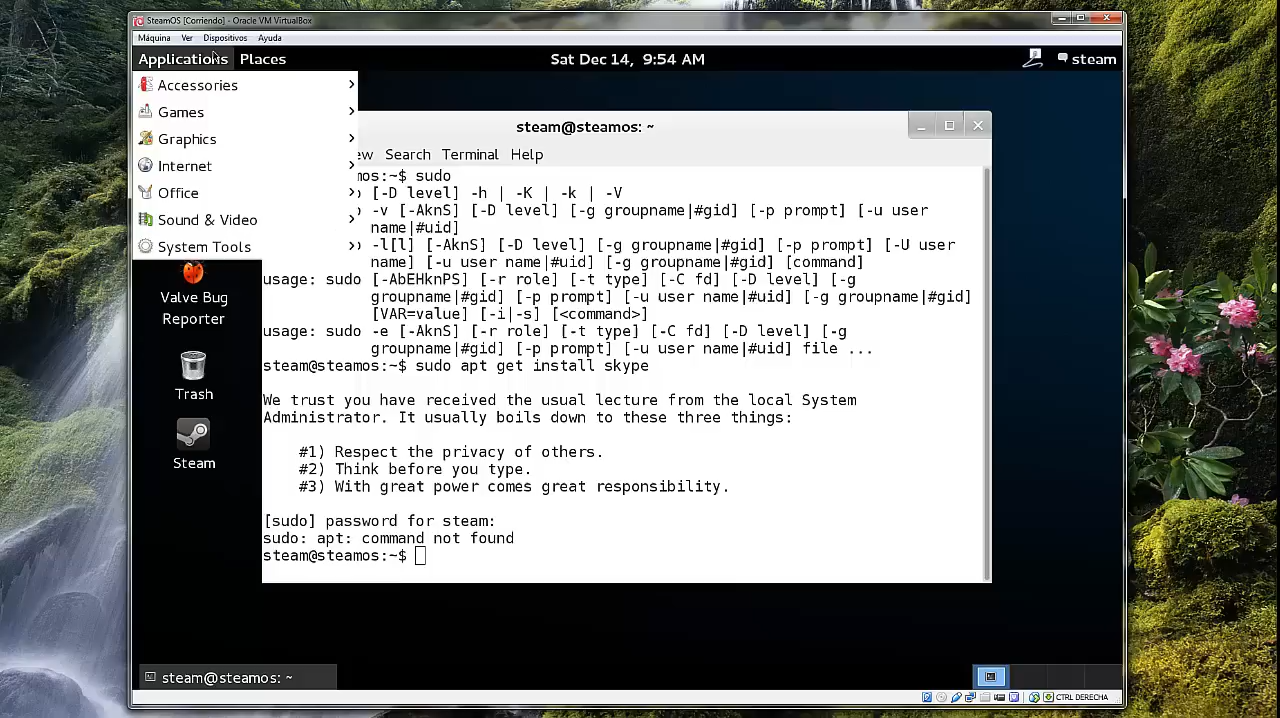 SteamOS [Corriendo] - Oracle VM VirtualBox
Máquina Ver Dispositivos Ayuda
Applications Places Sat Dec 14, 9:54 AM steam
Accessories
Games
Graphics
Internet
Office
Sound & Video
System Tools
Valve Bug
Reporter
Trash
Steam
steam@steamos: ~
ew Search Terminal Help
mos:~$ sudo
[-D level] -h | -K | -k | -V
-v [-AknS] [-D level] [-g groupname|#gid] [-p prompt] [-u user
name|#uid]
-l[l] [-AknS] [-D level] [-g groupname|#gid] [-p prompt] [-U user
name] [-u user name|#uid] [-g groupname|#gid] [command]
usage: sudo [-AbEHknPS] [-r role] [-t type] [-C fd] [-D level] [-g
groupname|#gid] [-p prompt] [-u user name|#uid] [-g groupname|#gid]
[VAR=value] [-i|-s] [<command>]
usage: sudo -e [-AknS] [-r role] [-t type] [-C fd] [-D level] [-g
groupname|#gid] [-p prompt] [-u user name|#uid] file ...
steam@steamos:~$ sudo apt get install skype
We trust you have received the usual lecture from the local System
Administrator. It usually boils down to these three things:
#1) Respect the privacy of others.
#2) Think before you type.
#3) With great power comes great responsibility.
[sudo] password for steam:
sudo: apt: command not found
steam@steamos:~$
steam@steamos: ~
CTRL DERECHA